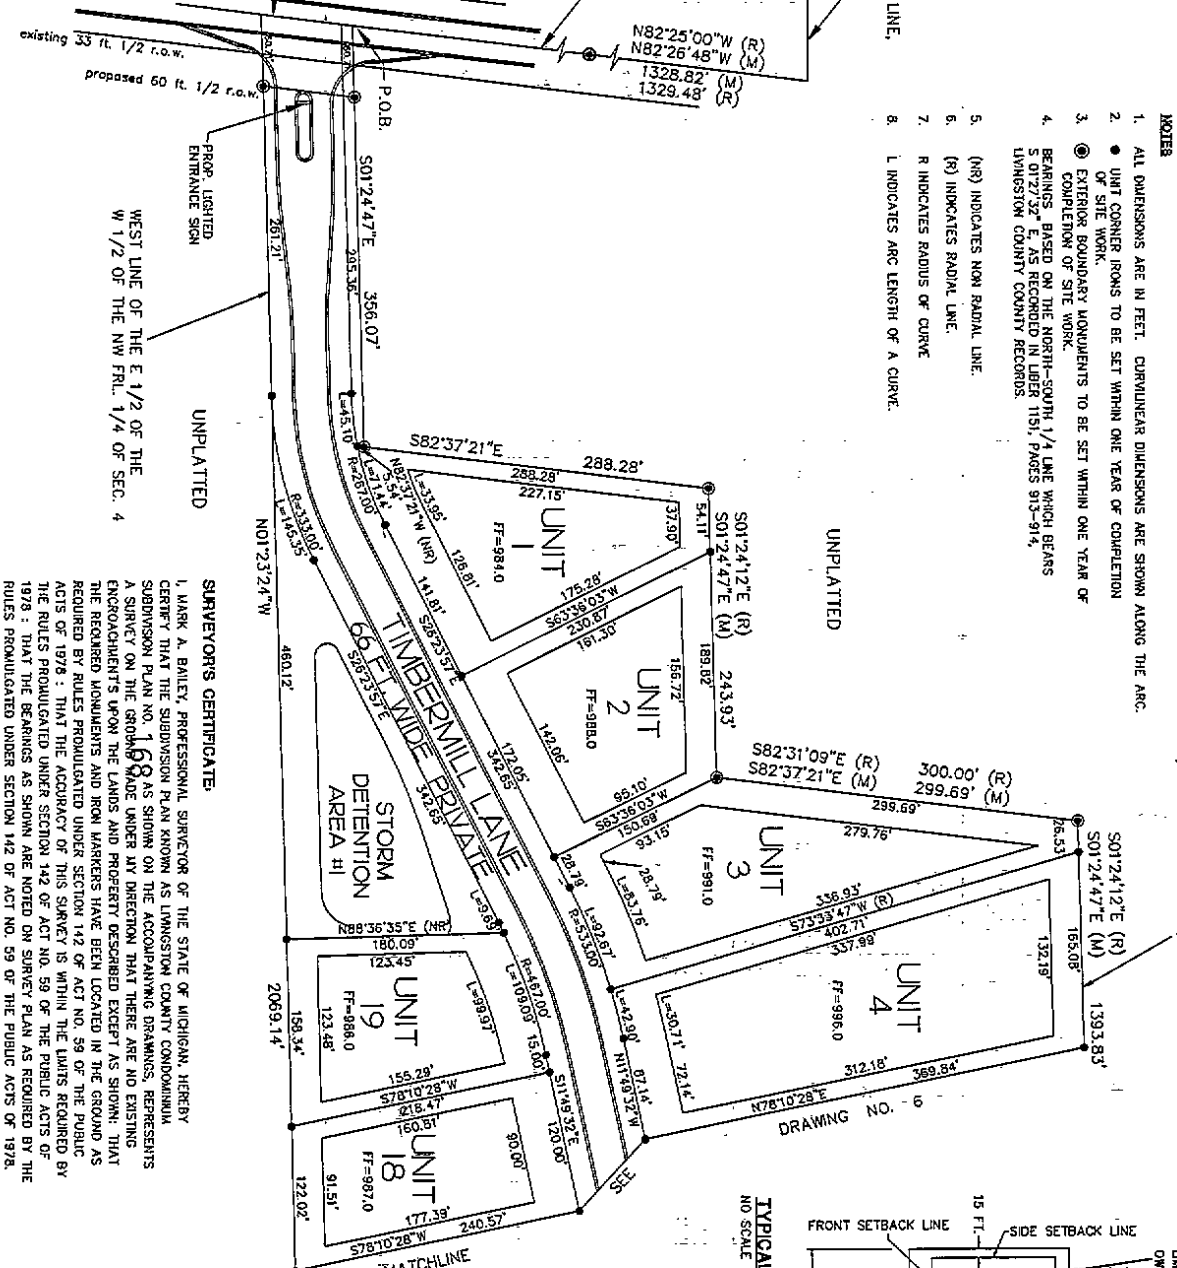 NOTES
1. ALL DIMENSIONS ARE IN FEET. CURVILINEAR DIMENSIONS ARE SHOWN ALONG THE ARC.
2. ● UNIT CORNER IRONS TO BE SET WITHIN ONE YEAR OF COMPLETION
OF SITE WORK.
3. ◉ EXTERIOR BOUNDARY MONUMENTS TO BE SET WITHIN ONE YEAR OF
COMPLETION OF SITE WORK.
4. BEARINGS BASED ON THE NORTH-SOUTH 1/4 LINE WHICH BEARS
S 01°27'32" E, AS RECORDED IN LIBER 1151, PAGES 913-914,
LIVINGSTON COUNTY COUNTY RECORDS.
5. (NR) INDICATES NON RADIAL LINE.
6. (R) INDICATES RADIAL LINE.
7. R INDICATES RADIUS OF CURVE
8. L INDICATES ARC LENGTH OF A CURVE.
LINE,
N82°25'00"W (R)
N82°26'48"W (M)
1328.82' (M)
1329.48' (R)
existing 33 ft. 1/2 r.o.w.
proposed 60 ft. 1/2 r.o.w.
P.O.B.
PROP. LIGHTED
ENTRANCE SIGN
S01°24'47"E 356.07'
295.36'
261.21'
WEST LINE OF THE E 1/2 OF THE
W 1/2 OF THE NW FRL. 1/4 OF SEC. 4
UNPLATTED
UNPLATTED
L=45.10'
S82°37'21"E 288.28'
288.28'
227.15'
N82°37'21"W (NR)
5.54'
L=71.44'
R=267.00'
L=33.95'
126.81'
37.90'
54.11'
UNIT
1
FF=984.0
175.28'
S63°36'03"W
230.87'
161.30'
S01°24'12"E (R)
S01°24'47"E (M) 243.93'
189.82'
156.72'
UNIT
2
FF=988.0
142.06'
95.10'
S63°36'03"W
150.69'
93.15'
141.81'
S26°23'57"E
TIMBERMILL LANE
66 FT. WIDE PRIVATE
S26°23'57"E
342.65'
172.05'
342.65'
28.79'
R=333.00'
L=145.35'
N01°23'24"W
460.12'
2069.14'
STORM
DETENTION
AREA #1
S82°31'09"E (R) 300.00' (R)
S82°37'21"E (M) 299.69' (M)
299.69'
279.76'
26.53'
UNIT
3
FF=991.0
28.79'
L=83.76'
L=92.67'
R=533.00'
336.93'
S73°33'47"W (R)
402.71'
337.99'
S01°24'12"E (R)
S01°24'47"E (M) 1393.83'
165.08'
132.19'
UNIT
4
FF=996.0
L=30.71'
72.14'
L=42.90'
N11°49'32"W
87.14'
312.18'
N78°10'28"E 369.84'
SEE DRAWING NO. 6
L=9.69'
N88°36'35"E (NR)
180.09'
123.45'
L=99.97'
R=467.00'
L=109.09'
15.00'
UNIT
19
FF=986.0
123.48'
158.34'
155.29'
S78°10'28"W
218.47'
160.81'
S11°49'32"E
120.00'
90.00'
UNIT
18
FF=987.0
91.51'
122.02'
177.39'
S78°10'28"W 240.57'
SURVEYOR'S CERTIFICATE:
I, MARK A. BAILEY, PROFESSIONAL SURVEYOR OF THE STATE OF MICHIGAN, HEREBY
CERTIFY THAT THE SUBDIVISION PLAN KNOWN AS LIVINGSTON COUNTY CONDOMINIUM
SUBDIVISION PLAN NO. 168 AS SHOWN ON THE ACCOMPANYING DRAWINGS, REPRESENTS
A SURVEY ON THE GROUND MADE UNDER MY DIRECTION THAT THERE ARE NO EXISTING
ENCROACHMENT'S UPON THE LANDS AND PROPERTY DESCRIBED EXCEPT AS SHOWN: THAT
THE REQUIRED MONUMENTS AND IRON MARKERS HAVE BEEN LOCATED IN THE GROUND AS
REQUIRED BY RULES PROMULGATED UNDER SECTION 142 OF ACT NO. 59 OF THE PUBLIC
ACTS OF 1978 : THAT THE ACCURACY OF THIS SURVEY IS WITHIN THE LIMITS REQUIRED BY
THE RULES PROMULGATED UNDER SECTION 142 OF ACT NO. 59 OF THE PUBLIC ACTS OF
1978 : THAT THE BEARINGS AS SHOWN ARE NOTED ON SURVEY PLAN AS REQUIRED BY THE
RULES PROMULGATED UNDER SECTION 142 OF ACT NO. 59 OF THE PUBLIC ACTS OF 1978.
TYPICAL
NO SCALE
15 FT.
FRONT SETBACK LINE
SIDE SETBACK LINE